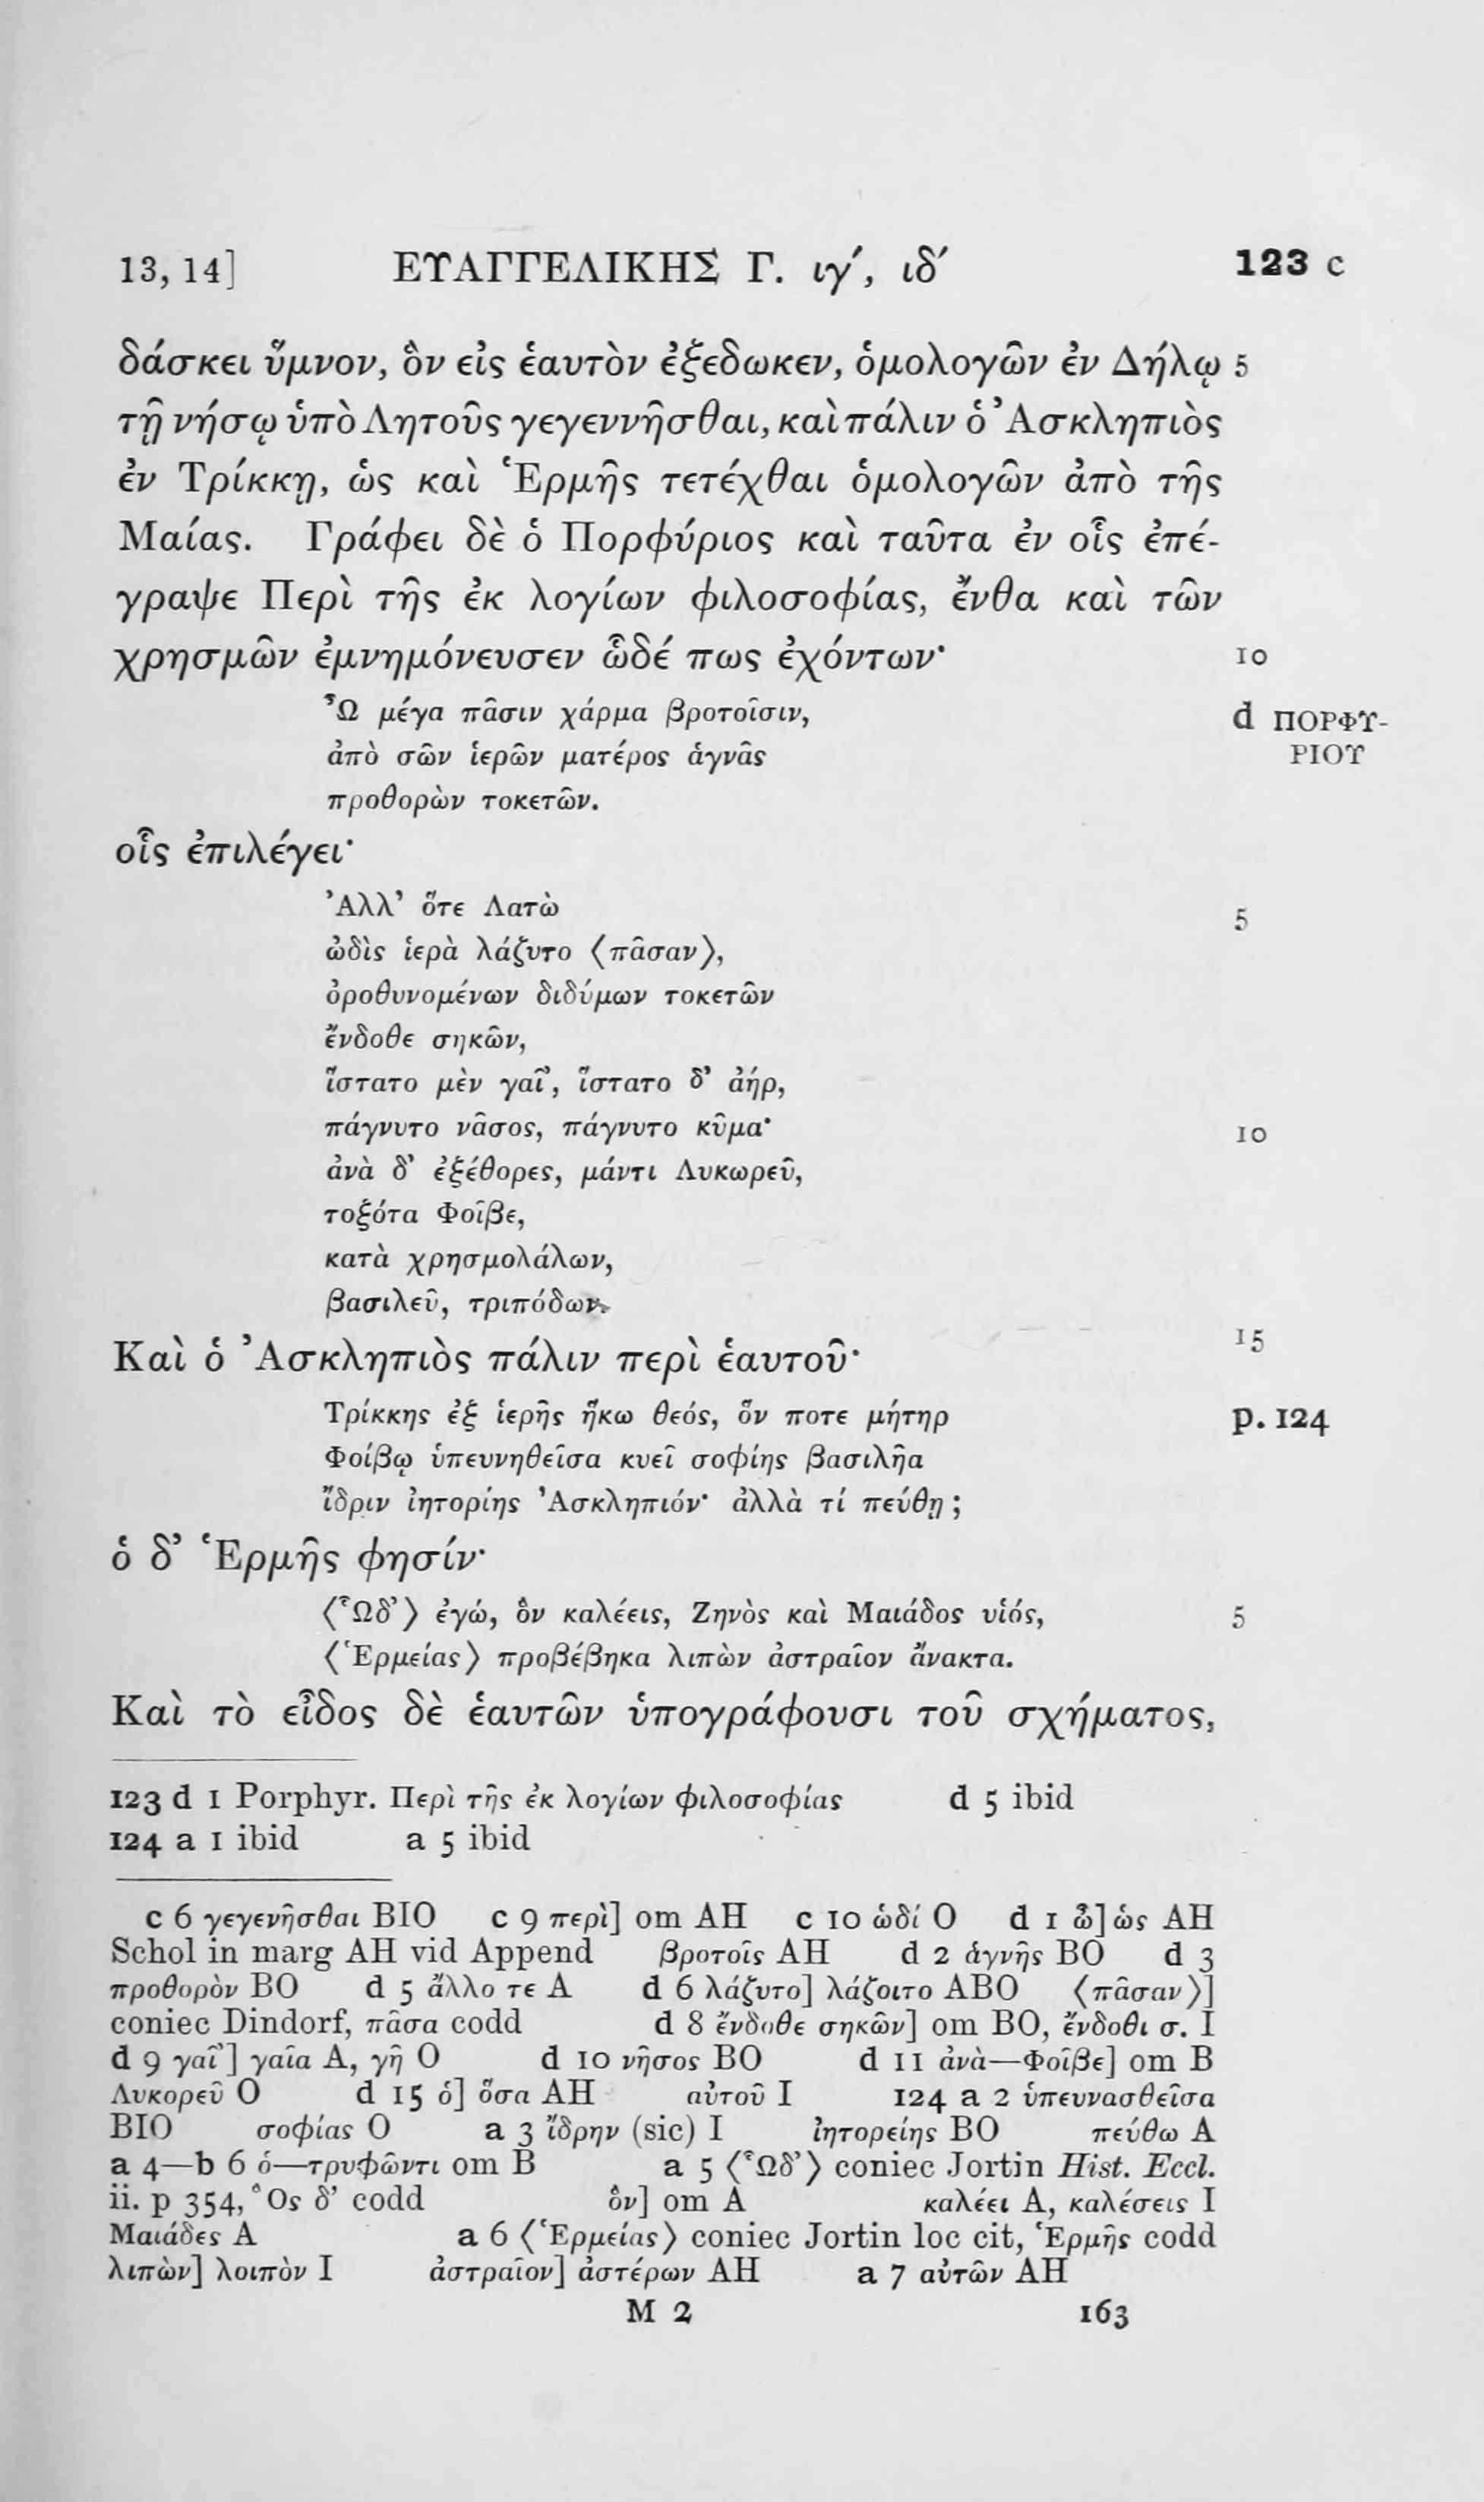 13, 14] ΕΥΑΓΓΕΛΙΚΗΣ Γ. ιγ´, ιδ´ 123 c
δάσκει ὕμνον, ὃν εἰς ἑαυτὸν ἐξεδωκεν, ὁμολογῶν ἐν Δήλῳ 5
τῇ νήσῳ ὑπὸ Λητοῦς γεγεννῆσθαι, καὶ πάλιν ὁ Ἀσκληπιὸς
ἐν Τρίκκῃ, ὡς καὶ Ἑρμῆς τετέχθαι ὁμολογῶν ἀπὸ τῆς
Μαίας. Γράφει δὲ ὁ Πορφύριος καὶ ταῦτα ἐν οἷς ἐπέ-
γραψε Περὶ τῆς ἐκ λογίων φιλοσοφίας, ἔνθα καὶ τῶν
χρησμῶν ἐμνημόνευσεν ὧδέ πως ἐχόντων· 10
Ὦ μέγα πᾶσιν χάρμα βροτοῖσιν, d ΠΟΡΦΥ-
ἀπὸ σῶν ἱερῶν ματέρος ἁγνᾶς ΡΙΟΥ
προθορὼν τοκετῶν.
οἷς ἐπιλέγει·
Ἀλλ’ ὅτε Λατὼ 5
ὠδὶς ἱερὰ λάζυτο ⟨πᾶσαν⟩,
ὀροθυνομένων διδύμων τοκετῶν
ἔνδοθε σηκῶν,
ἵστατο μὲν γαῖ’, ἵστατο δ’ ἀήρ,
πάγνυτο νᾶσος, πάγνυτο κῦμα· 10
ἀνὰ δ’ ἐξέθορες, μάντι Λυκωρεῦ,
τοξότα Φοῖβε,
κατὰ χρησμολάλων,
βασιλεῦ, τριπόδων.
Καὶ ὁ Ἀσκληπιὸς πάλιν περὶ ἑαυτοῦ· 15
Τρίκκης ἐξ ἱερῆς ἥκω θεός, ὅν ποτε μήτηρ p. 124
Φοίβῳ ὑπευνηθεῖσα κυεῖ σοφίης βασιλῆα
ἴδριν ἰητορίης Ἀσκληπιόν· ἀλλὰ τί πεύθῃ ;
ὁ δ’ Ἑρμῆς φησίν·
⟨Ὧδ’⟩ ἐγώ, ὃν καλέεις, Ζηνὸς καὶ Μαιάδος υἱός, 5
⟨Ἑρμείας⟩ προβέβηκα λιπὼν ἀστραῖον ἄνακτα.
Καὶ τὸ εἶδος δὲ ἑαυτῶν ὑπογράφουσι τοῦ σχήματος,
123 d 1 Porphyr. Περὶ τῆς ἐκ λογίων φιλοσοφίας d 5 ibid
124 a 1 ibid a 5 ibid
c 6 γεγενῆσθαι BIO c 9 περὶ] om AH c 10 ὡδί O d 1 ὦ] ὡς AH
Schol in marg AH vid Append βροτοῖς AH d 2 ἁγνῆς BO d 3
προθορὸν BO d 5 ἄλλο τε A d 6 λάζυτο] λάζοιτο ABO ⟨πᾶσαν⟩]
coniec Dindorf, πᾶσα codd d 8 ἔνδοθε σηκῶν] om BO, ἔνδοθι σ. I
d 9 γαῖ’] γαῖα A, γῆ O d 10 νῆσος BO d 11 ἀνὰ—Φοῖβε] om B
Λυκορεῦ O d 15 ὁ] ὅσα AH αὐτοῦ I 124 a 2 ὑπευνασθεῖσα
BIO σοφίας O a 3 ἴδρην (sic) I ἰητορείης BO πεύθω A
a 4—b 6 ὁ—τρυφῶντι om B a 5 ⟨Ὧδ’⟩ coniec Jortin Hist. Eccl.
ii. p 354, Ὃς δ’ codd ὃν] om A καλέει A, καλέσεις I
Μαιάδες A a 6 ⟨Ἑρμείας⟩ coniec Jortin loc cit, Ἑρμῆς codd
λιπὼν] λοιπὸν I ἀστραῖον] ἀστέρων AH a 7 αὐτῶν AH
M 2 163